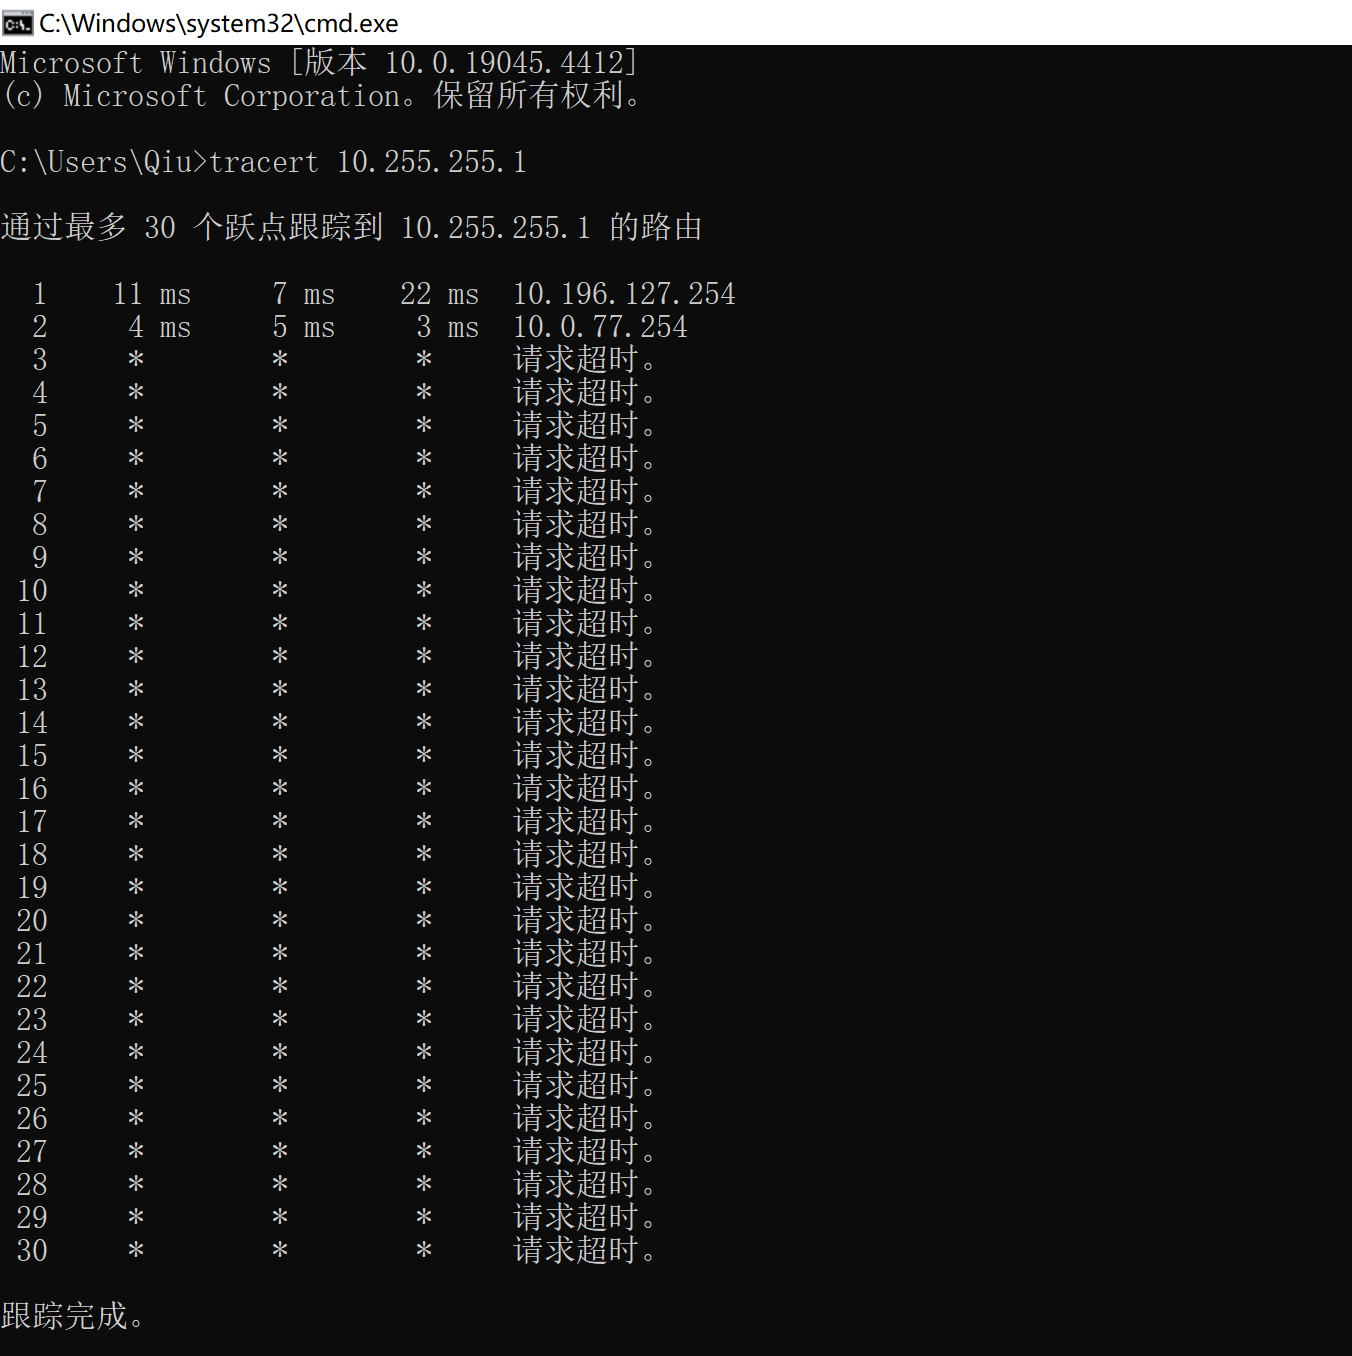 C:\Windows\system32\cmd.exe
Microsoft Windows [版本 10.0.19045.4412]
(c) Microsoft Corporation。保留所有权利。
C:\Users\Qiu>tracert 10.255.255.1
通过最多 30 个跃点跟踪到 10.255.255.1 的路由
1 11 ms 7 ms 22 ms 10.196.127.254
2 4 ms 5 ms 3 ms 10.0.77.254
3 * * * 请求超时。
4 * * * 请求超时。
5 * * * 请求超时。
6 * * * 请求超时。
7 * * * 请求超时。
8 * * * 请求超时。
9 * * * 请求超时。
10 * * * 请求超时。
11 * * * 请求超时。
12 * * * 请求超时。
13 * * * 请求超时。
14 * * * 请求超时。
15 * * * 请求超时。
16 * * * 请求超时。
17 * * * 请求超时。
18 * * * 请求超时。
19 * * * 请求超时。
20 * * * 请求超时。
21 * * * 请求超时。
22 * * * 请求超时。
23 * * * 请求超时。
24 * * * 请求超时。
25 * * * 请求超时。
26 * * * 请求超时。
27 * * * 请求超时。
28 * * * 请求超时。
29 * * * 请求超时。
30 * * * 请求超时。
跟踪完成。